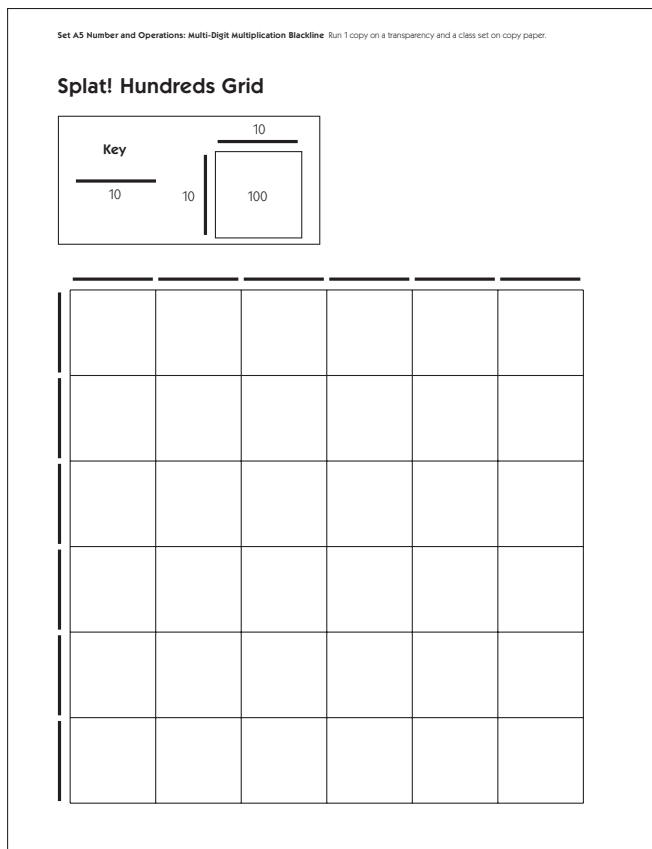 Set A5 Number and Operations: Multi-Digit Multiplication Blackline Run 1 copy on a transparency and a class set on copy paper.
Splat! Hundreds Grid
10
Key
10
10
100